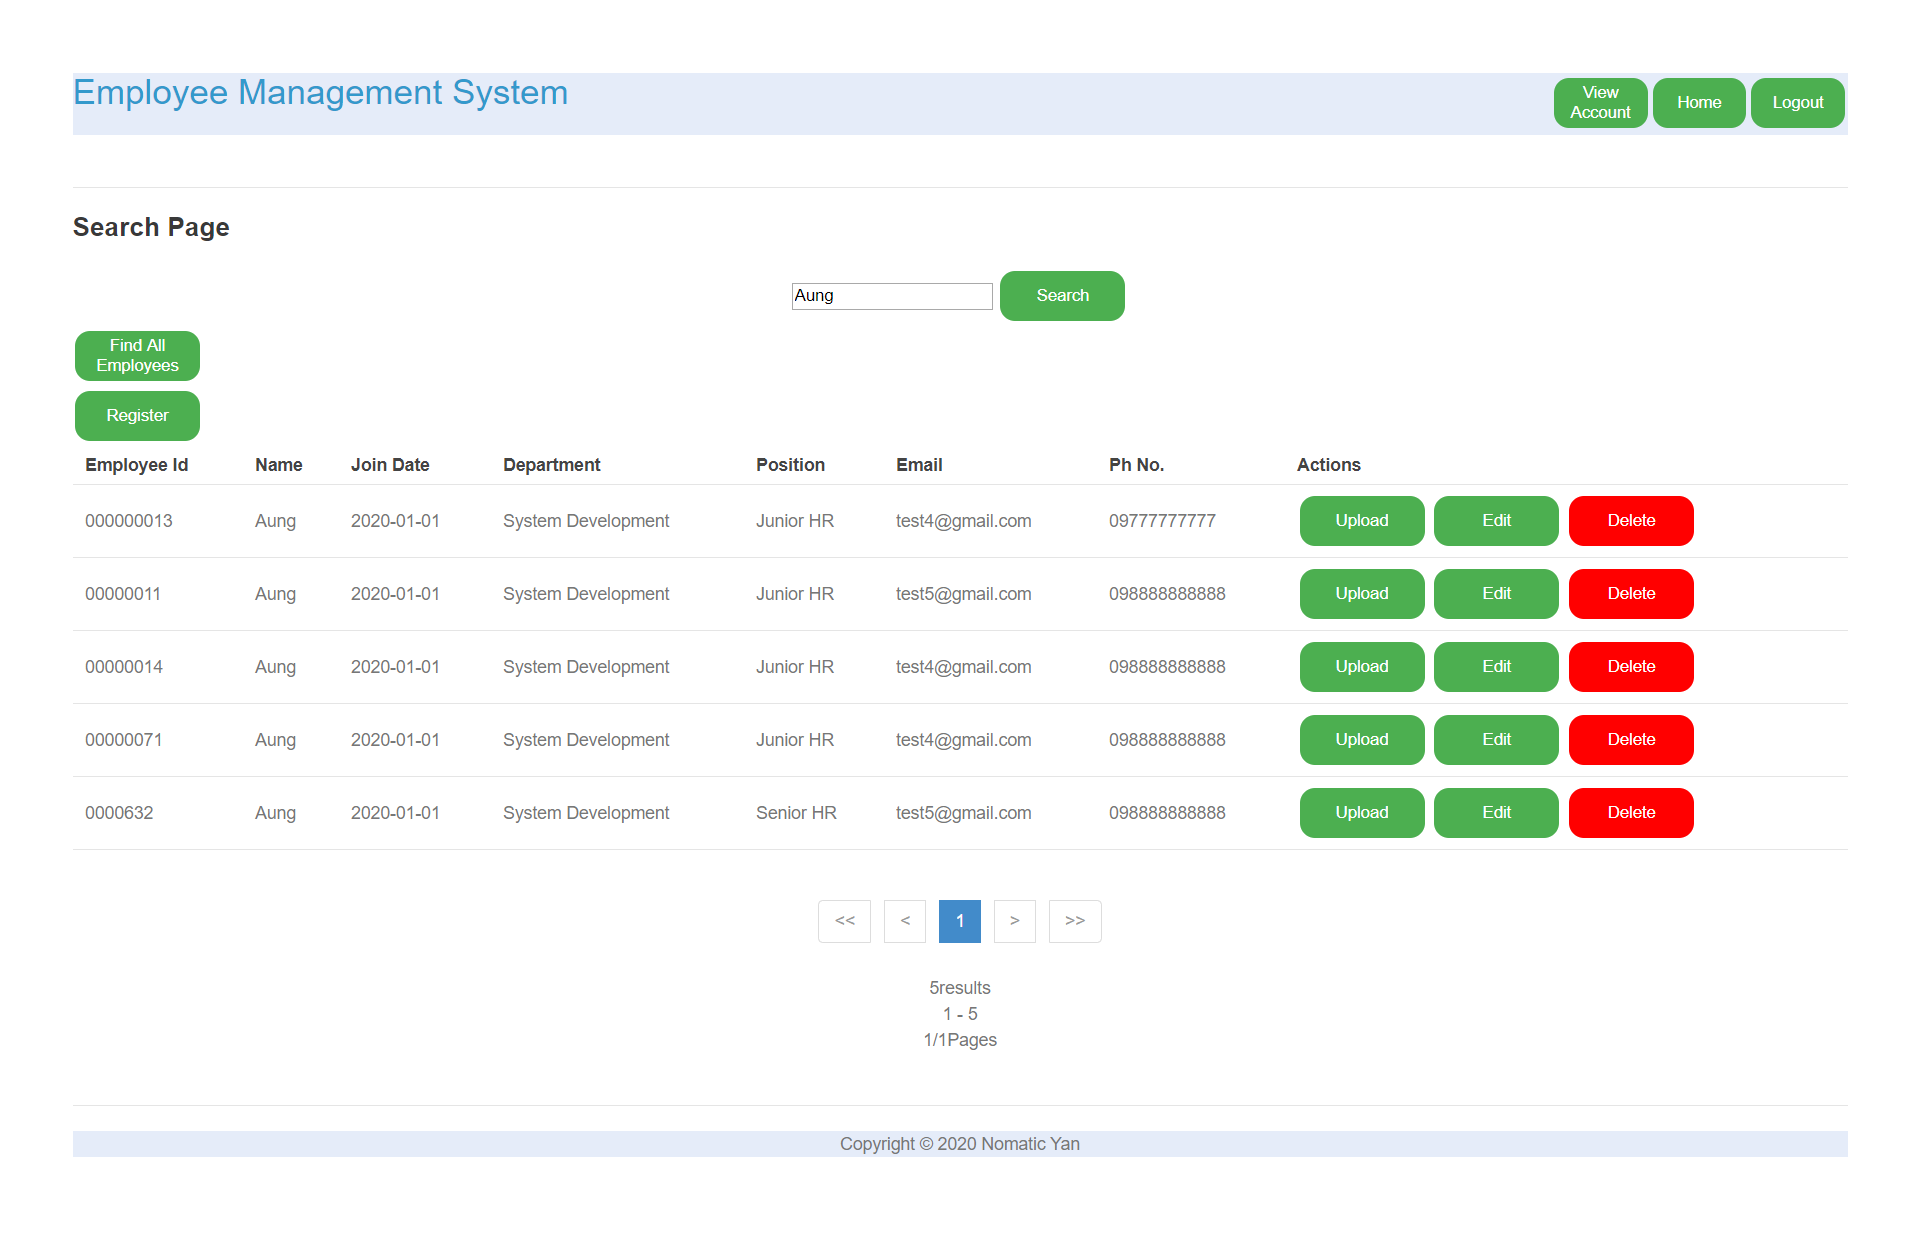 Employee Management System
View
Account
Home
Logout
Search Page
Aung
Search
Find All
Employees
Register
Employee Id Name Join Date Department Position Email Ph No. Actions
000000013 Aung 2020-01-01 System Development Junior HR test4@gmail.com 09777777777 Upload Edit Delete
00000011 Aung 2020-01-01 System Development Junior HR test5@gmail.com 098888888888 Upload Edit Delete
00000014 Aung 2020-01-01 System Development Junior HR test4@gmail.com 098888888888 Upload Edit Delete
00000071 Aung 2020-01-01 System Development Junior HR test4@gmail.com 098888888888 Upload Edit Delete
0000632 Aung 2020-01-01 System Development Senior HR test5@gmail.com 098888888888 Upload Edit Delete
<< < 1 > >>
5results
1 - 5
1/1Pages
Copyright © 2020 Nomatic Yan